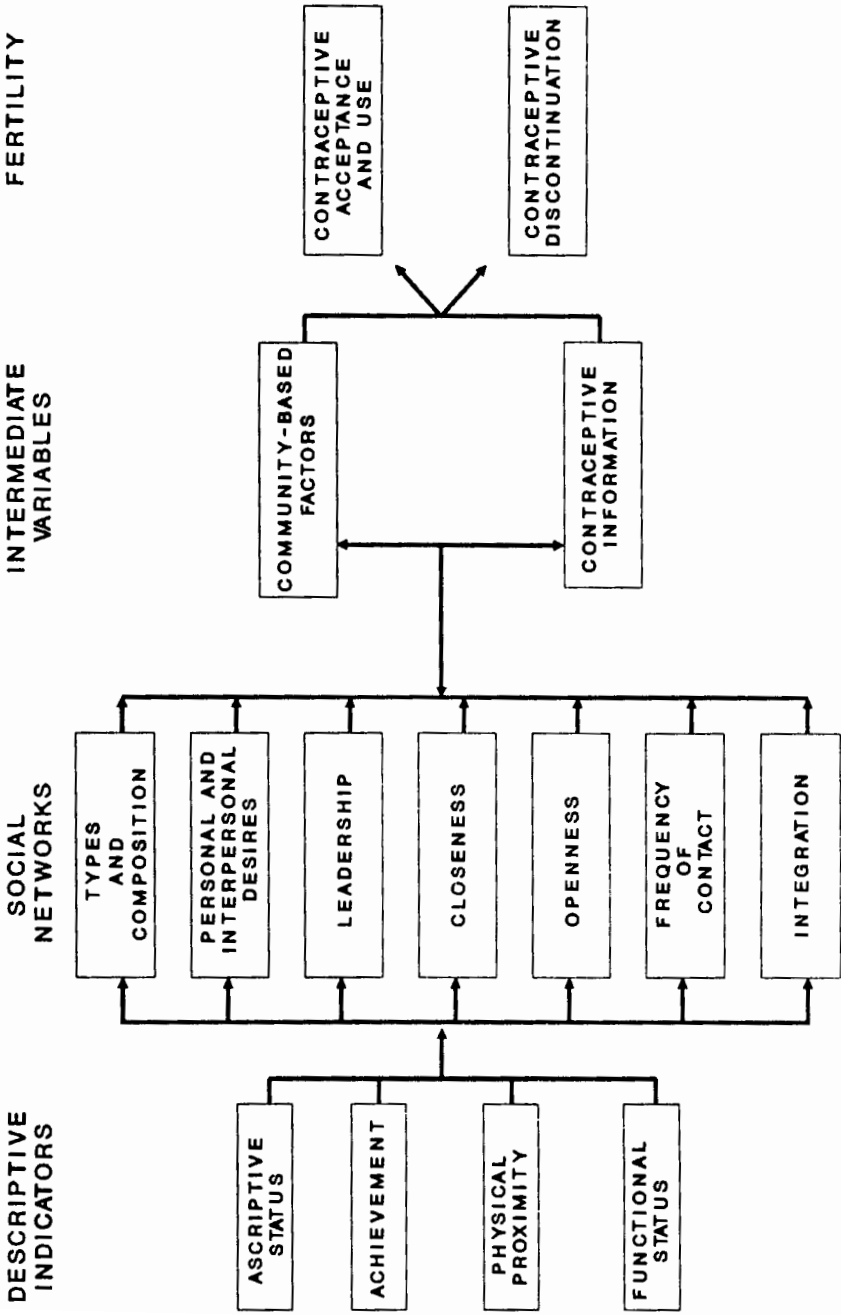 DESCRIPTIVE
INDICATORS
SOCIAL
NETWORKS
INTERMEDIATE
VARIABLES
FERTILITY
ASCRIPTIVE
STATUS
ACHIEVEMENT
PHYSICAL
PROXIMITY
FUNCTIONAL
STATUS
TYPES
AND
COMPOSITION
PERSONAL AND
INTERPERSONAL
DESIRES
LEADERSHIP
CLOSENESS
OPENNESS
FREQUENCY
OF
CONTACT
INTEGRATION
COMMUNITY-BASED
FACTORS
CONTRACEPTIVE
INFORMATION
CONTRACEPTIVE
ACCEPTANCE
AND USE
CONTRACEPTIVE
DISCONTINUATION